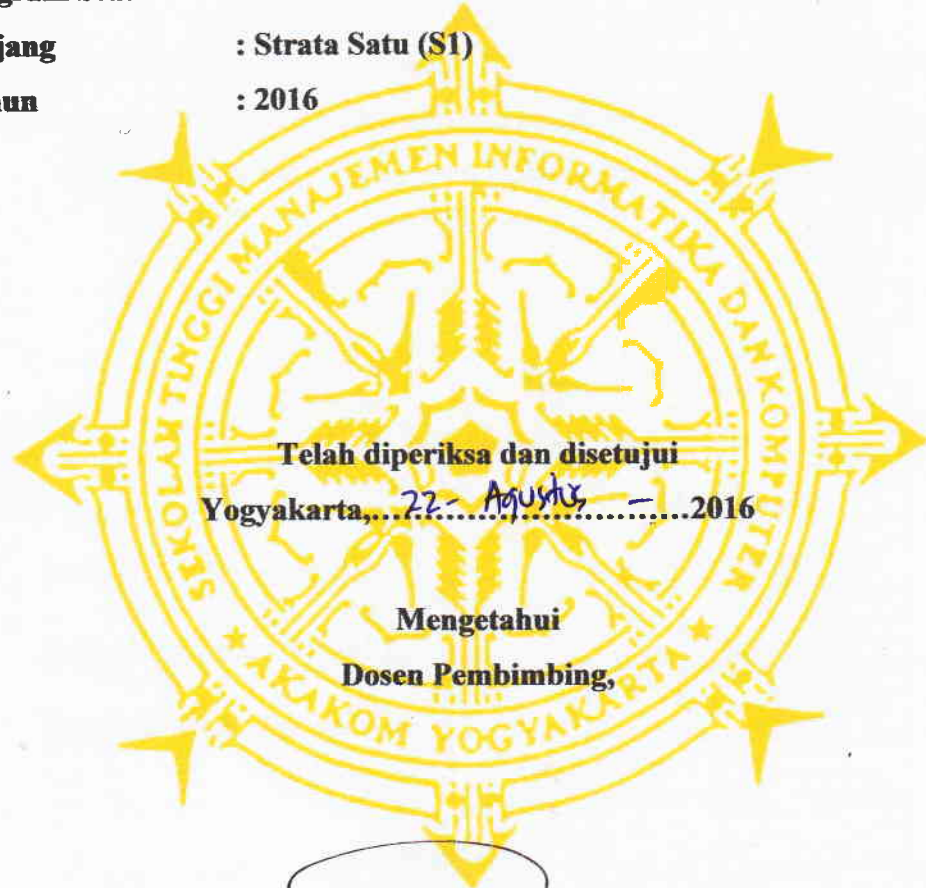 jang : Strata Satu (S1)
un : 2016
SEKOLAH TINGGI MANAJEMEN INFORMATIKA DAN KOMPUTER
★ AKAKOM YOGYAKARTA ★
Telah diperiksa dan disetujui
Yogyakarta,...22-...Agustus...–...2016
Mengetahui
Dosen Pembimbing,